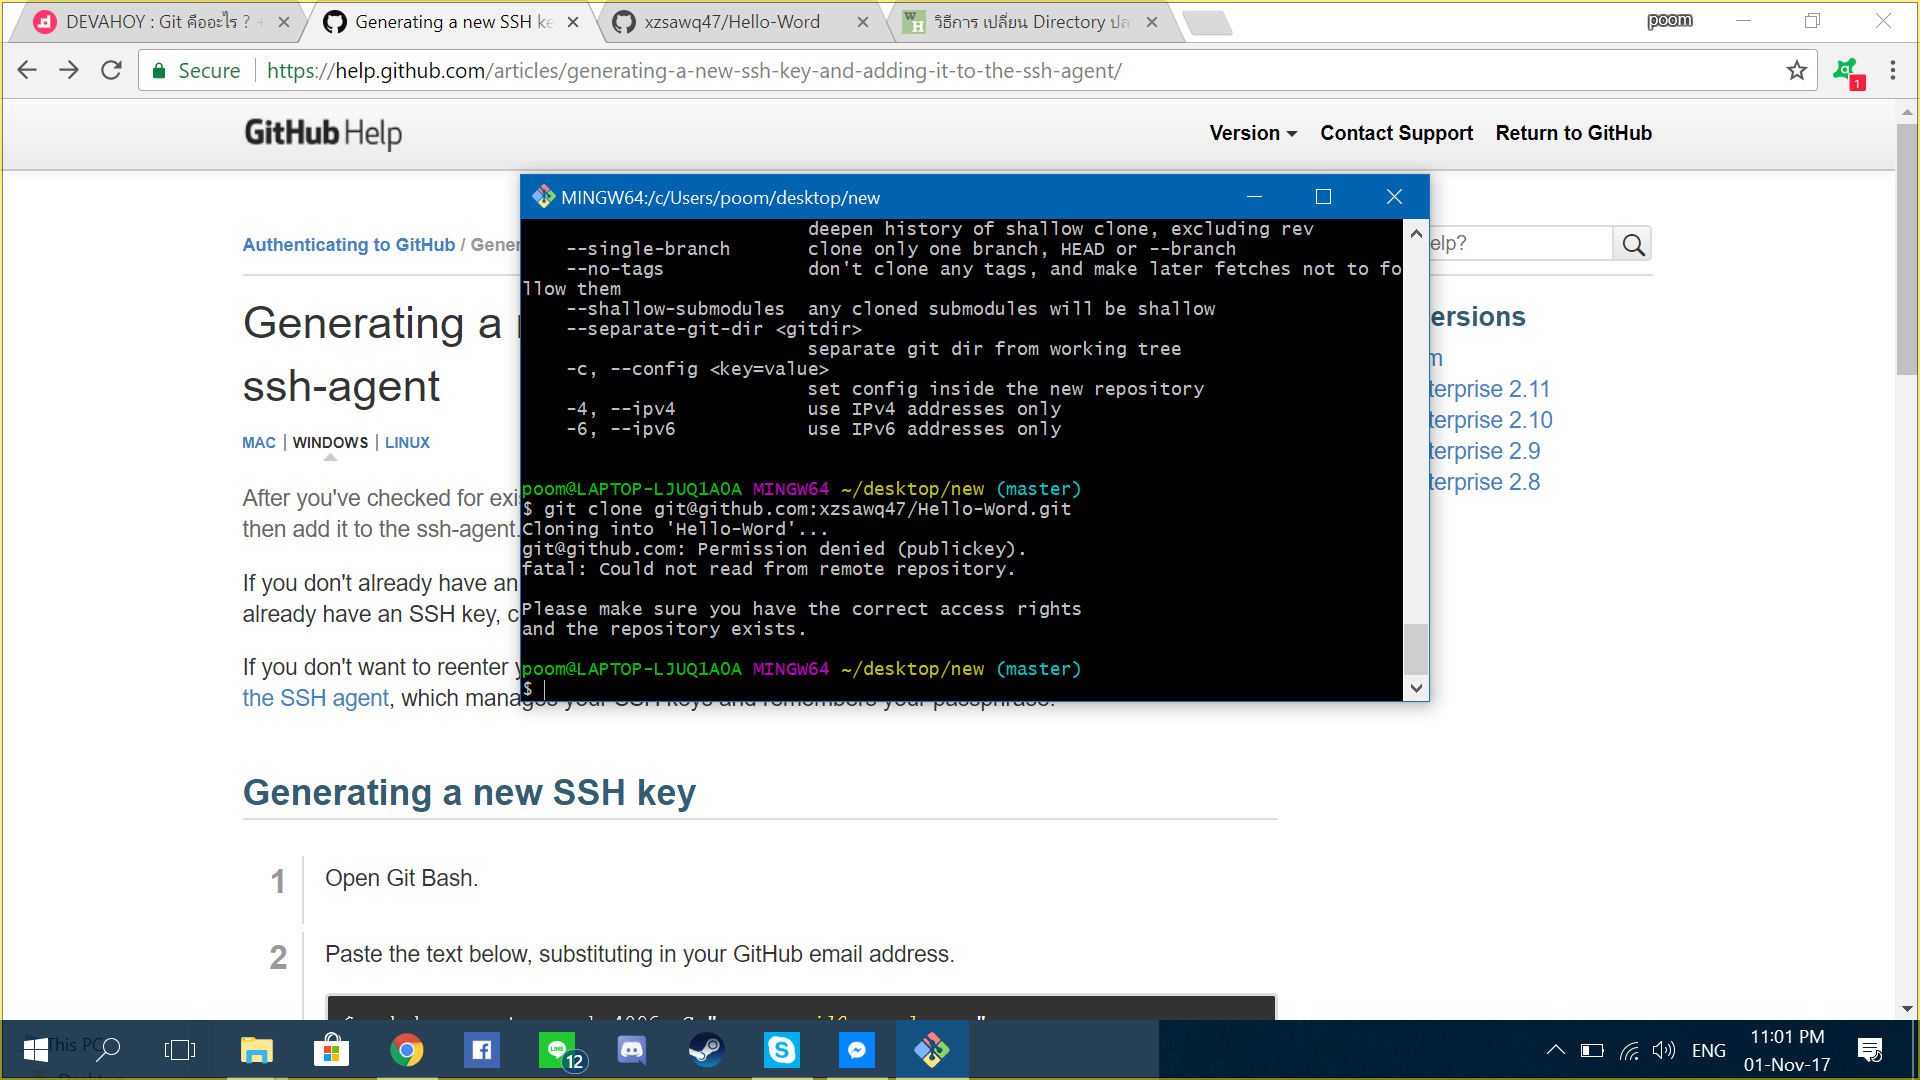 DEVAHOY : Git คืออะไร ? +
Generating a new SSH ke
xzsawq47/Hello-Word
วิธีการ เปลี่ยน Directory ปล
poom
Secure
https://help.github.com/articles/generating-a-new-ssh-key-and-adding-it-to-the-ssh-agent/
1
GitHub Help
Version
Contact Support
Return to GitHub
MINGW64:/c/Users/poom/desktop/new
deepen history of shallow clone, excluding rev
--single-branch clone only one branch, HEAD or --branch
--no-tags don't clone any tags, and make later fetches not to fo
llow them
--shallow-submodules any cloned submodules will be shallow
--separate-git-dir <gitdir>
separate git dir from working tree
-c, --config <key=value>
set config inside the new repository
-4, --ipv4 use IPv4 addresses only
-6, --ipv6 use IPv6 addresses only
poom@LAPTOP-LJUQ1A0A MINGW64 ~/desktop/new (master)
$ git clone git@github.com:xzsawq47/Hello-Word.git
Cloning into 'Hello-Word'...
git@github.com: Permission denied (publickey).
fatal: Could not read from remote repository.
Please make sure you have the correct access rights
and the repository exists.
poom@LAPTOP-LJUQ1A0A MINGW64 ~/desktop/new (master)
$
Authenticating to GitHub / Gener
elp?
Generating a
ssh-agent
MAC | WINDOWS | LINUX
After you've checked for exi
then add it to the ssh-agent.
If you don't already have an
already have an SSH key, c
If you don't want to reenter y
the SSH agent, which manages your SSH keys and remembers your passphrase.
ersions
m
terprise 2.11
terprise 2.10
terprise 2.9
terprise 2.8
Generating a new SSH key
1 Open Git Bash.
2 Paste the text below, substituting in your GitHub email address.
This PC
LINE
12
ENG
11:01 PM
01-Nov-17